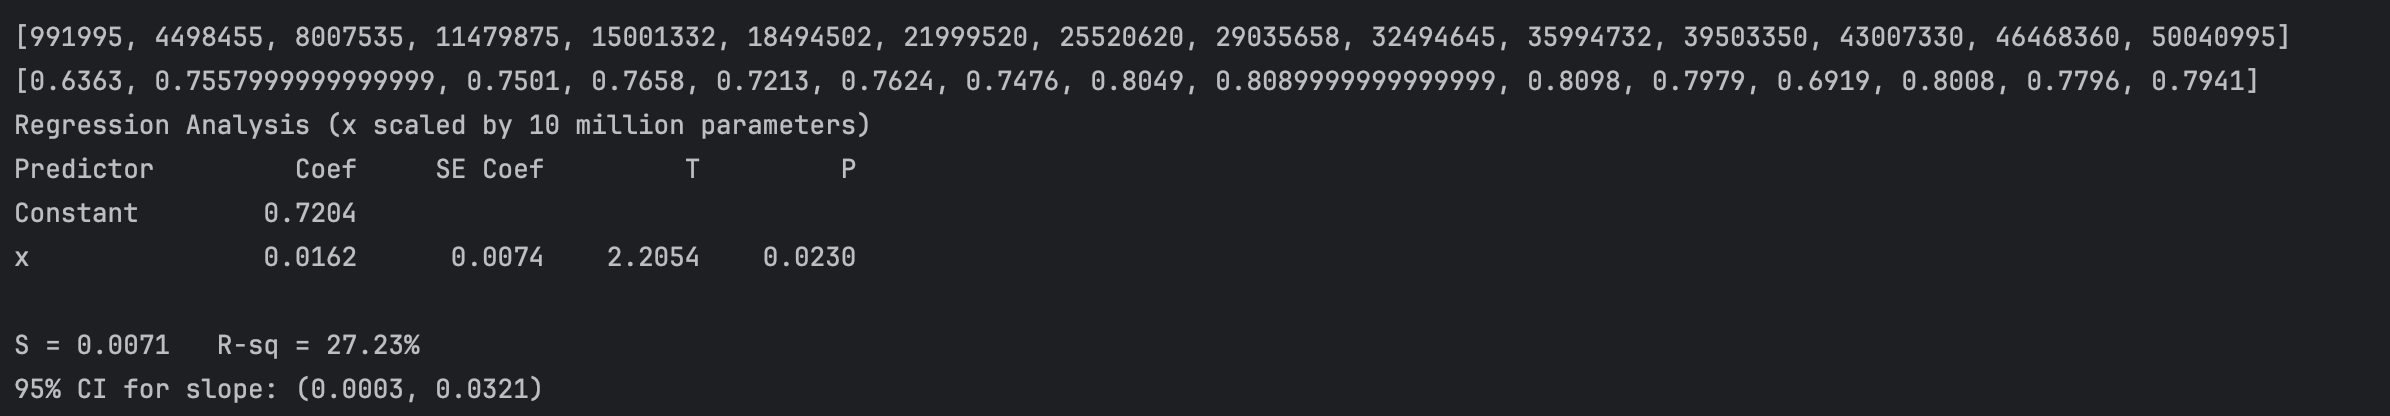 [991995, 4498455, 8007535, 11479875, 15001332, 18494502, 21999520, 25520620, 29035658, 32494645, 35994732, 39503350, 43007330, 46468360, 50040995]
[0.6363, 0.7557999999999999, 0.7501, 0.7658, 0.7213, 0.7624, 0.7476, 0.8049, 0.8089999999999999, 0.8098, 0.7979, 0.6919, 0.8008, 0.7796, 0.7941]
Regression Analysis (x scaled by 10 million parameters)
Predictor         Coef     SE Coef         T         P
Constant        0.7204
x               0.0162      0.0074    2.2054    0.0230
S = 0.0071   R-sq = 27.23%
95% CI for slope: (0.0003, 0.0321)